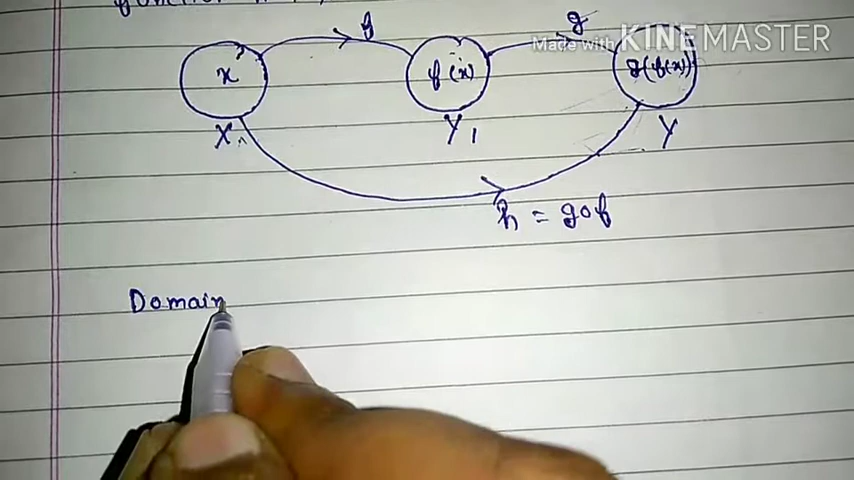 f g
Made with KINEMASTER
x f(x) g(f(x))
X Y₁ Y
h = gof
Domain